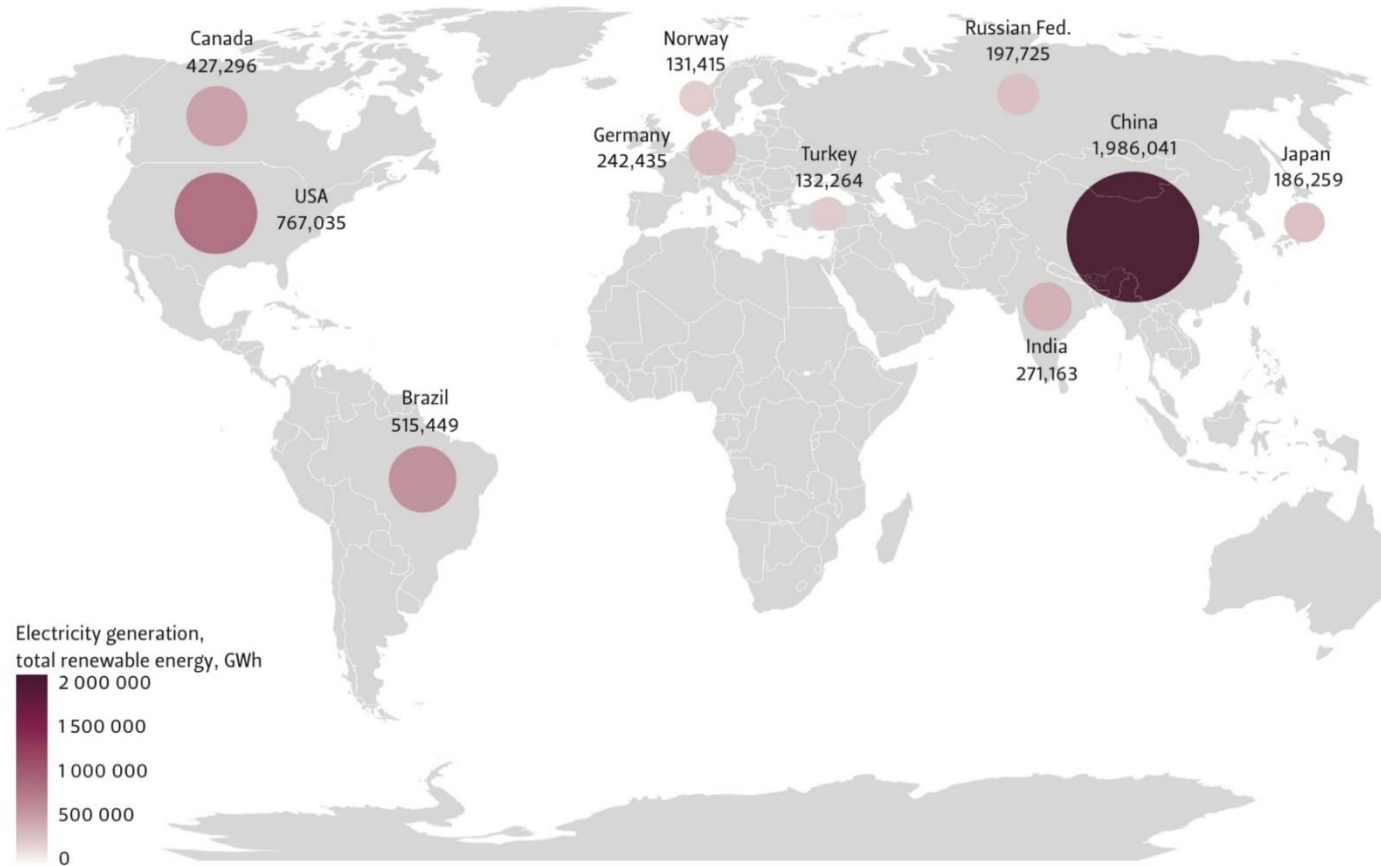 Canada
427,296
Norway
131,415
Russian Fed.
197,725
Germany
242,435
Turkey
132,264
China
1,986,041
Japan
186,259
USA
767,035
India
271,163
Brazil
515,449
Electricity generation,
total renewable energy, GWh
2 000 000
1 500 000
1 000 000
500 000
0